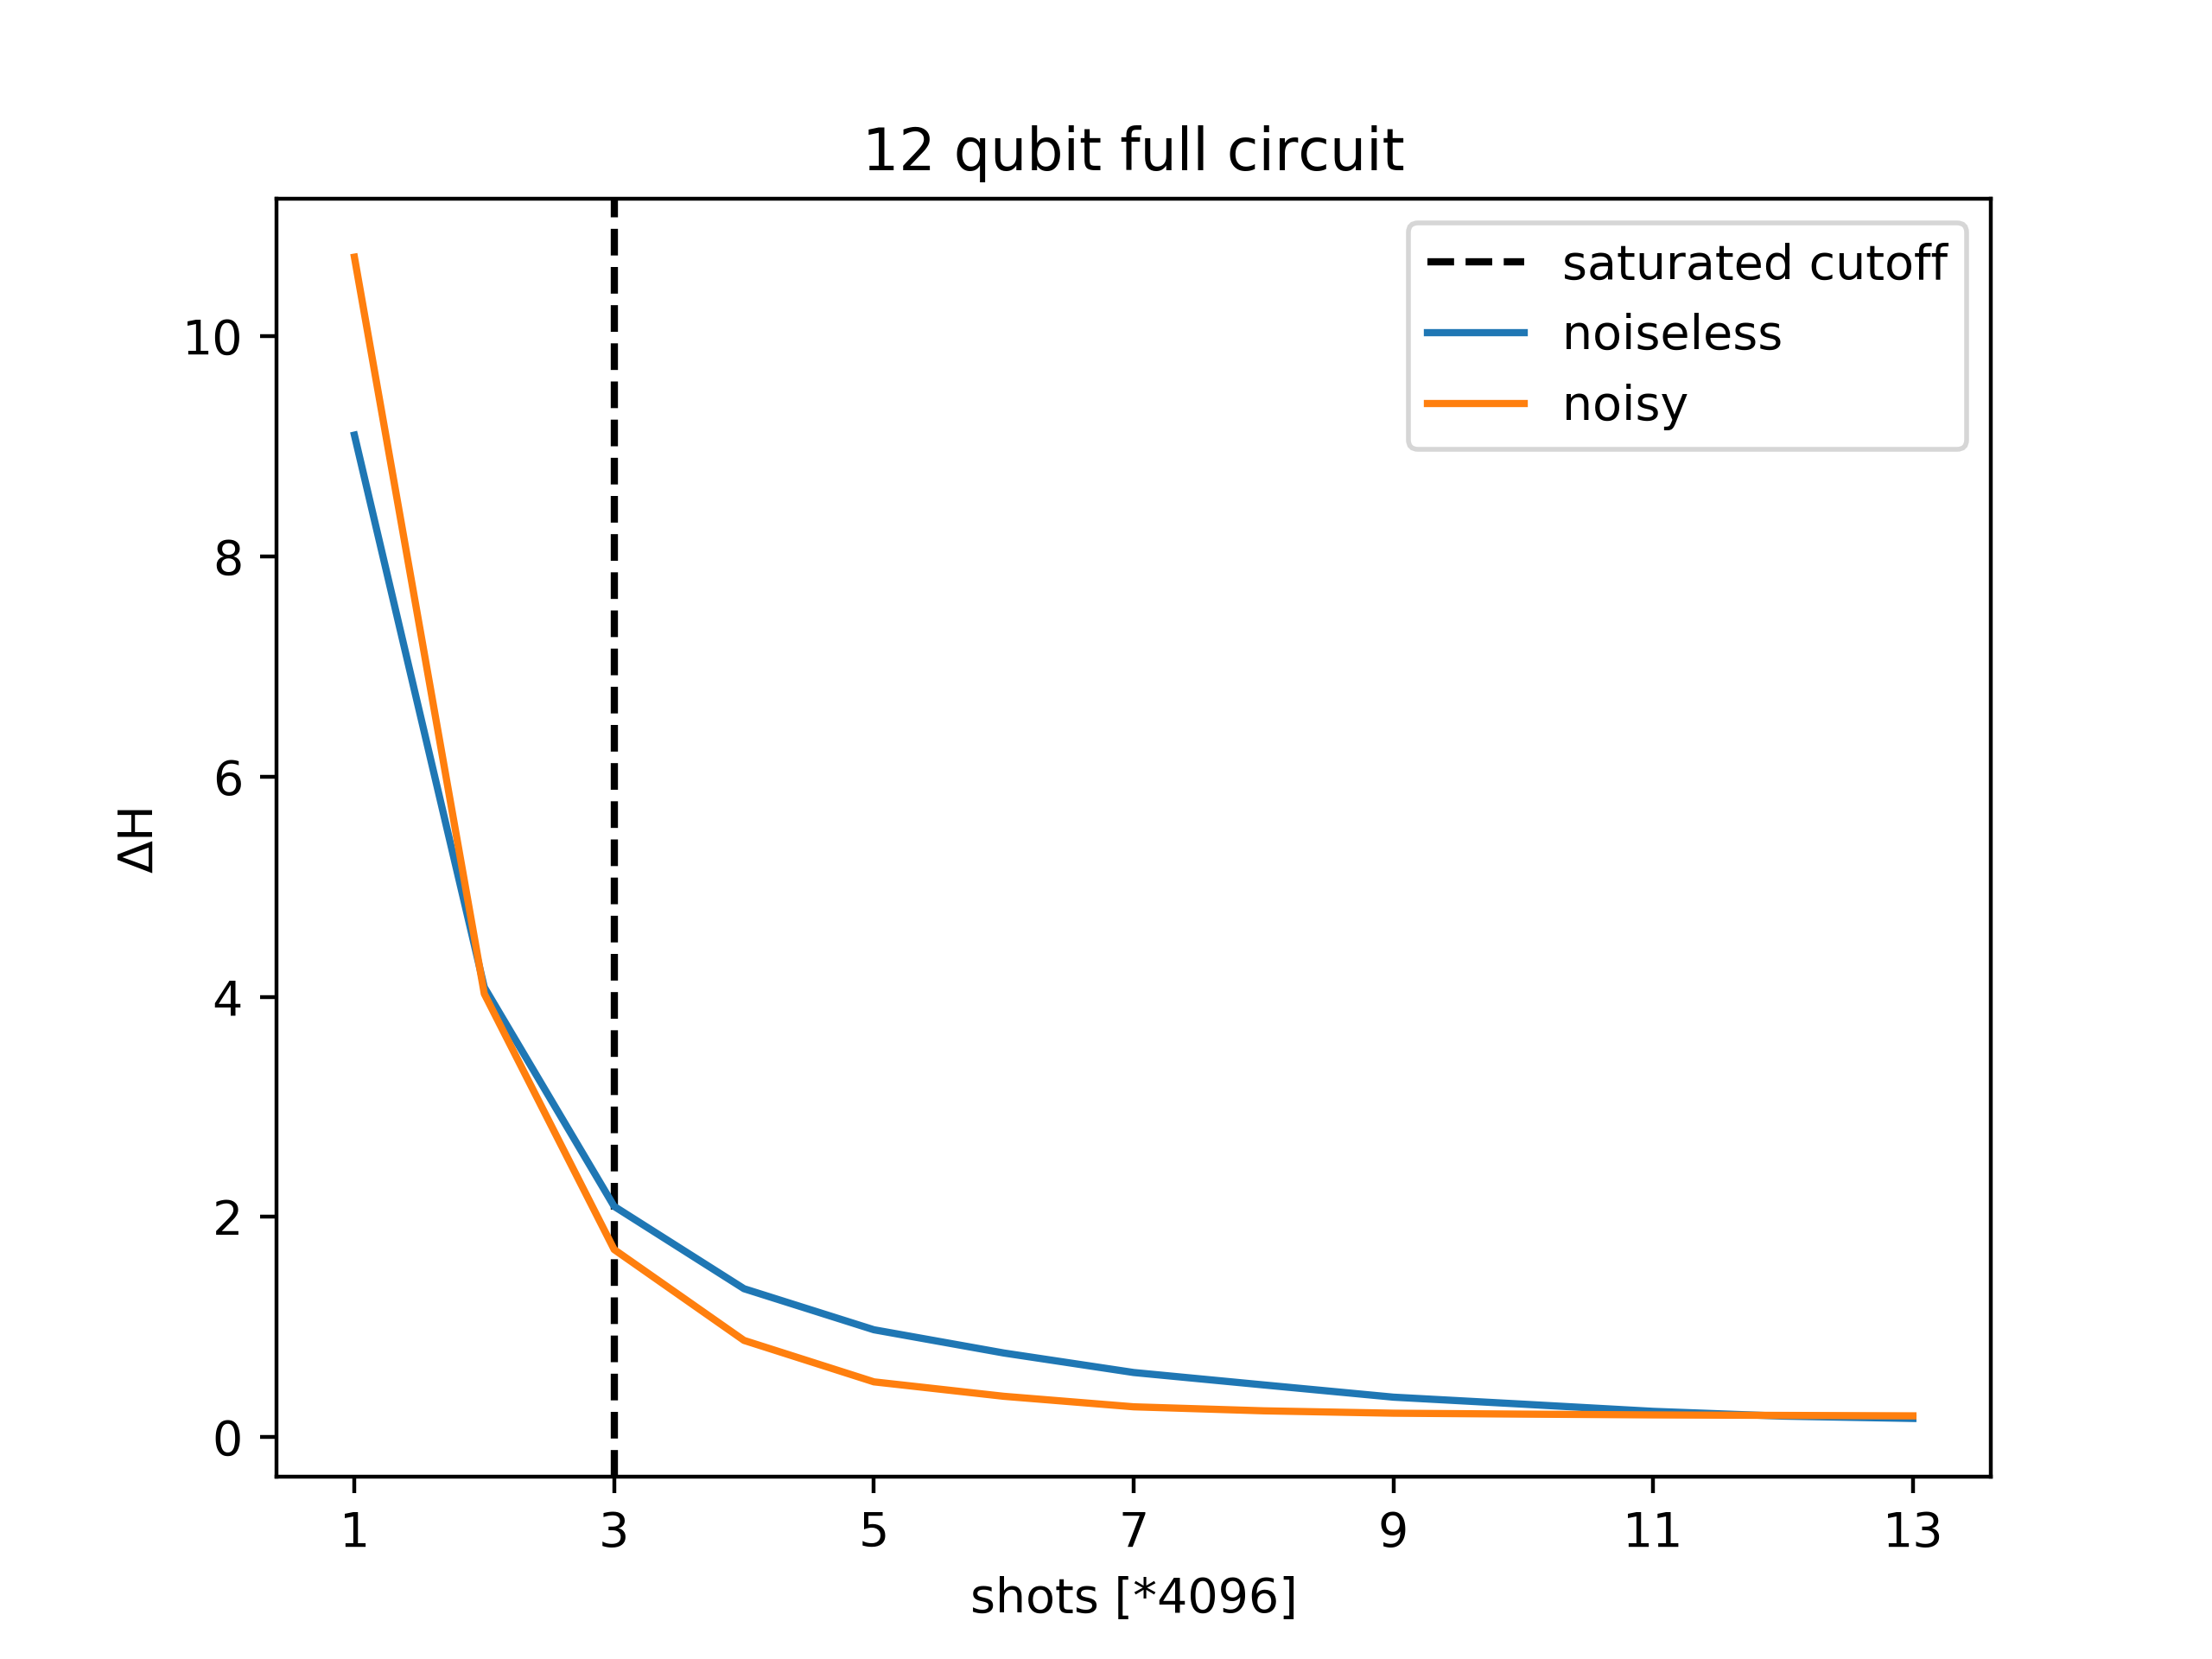 12 qubit full circuit
saturated cutoff
noiseless
noisy
10
8
6
4
2
0
ΔH
1 3 5 7 9 11 13
shots [*4096]